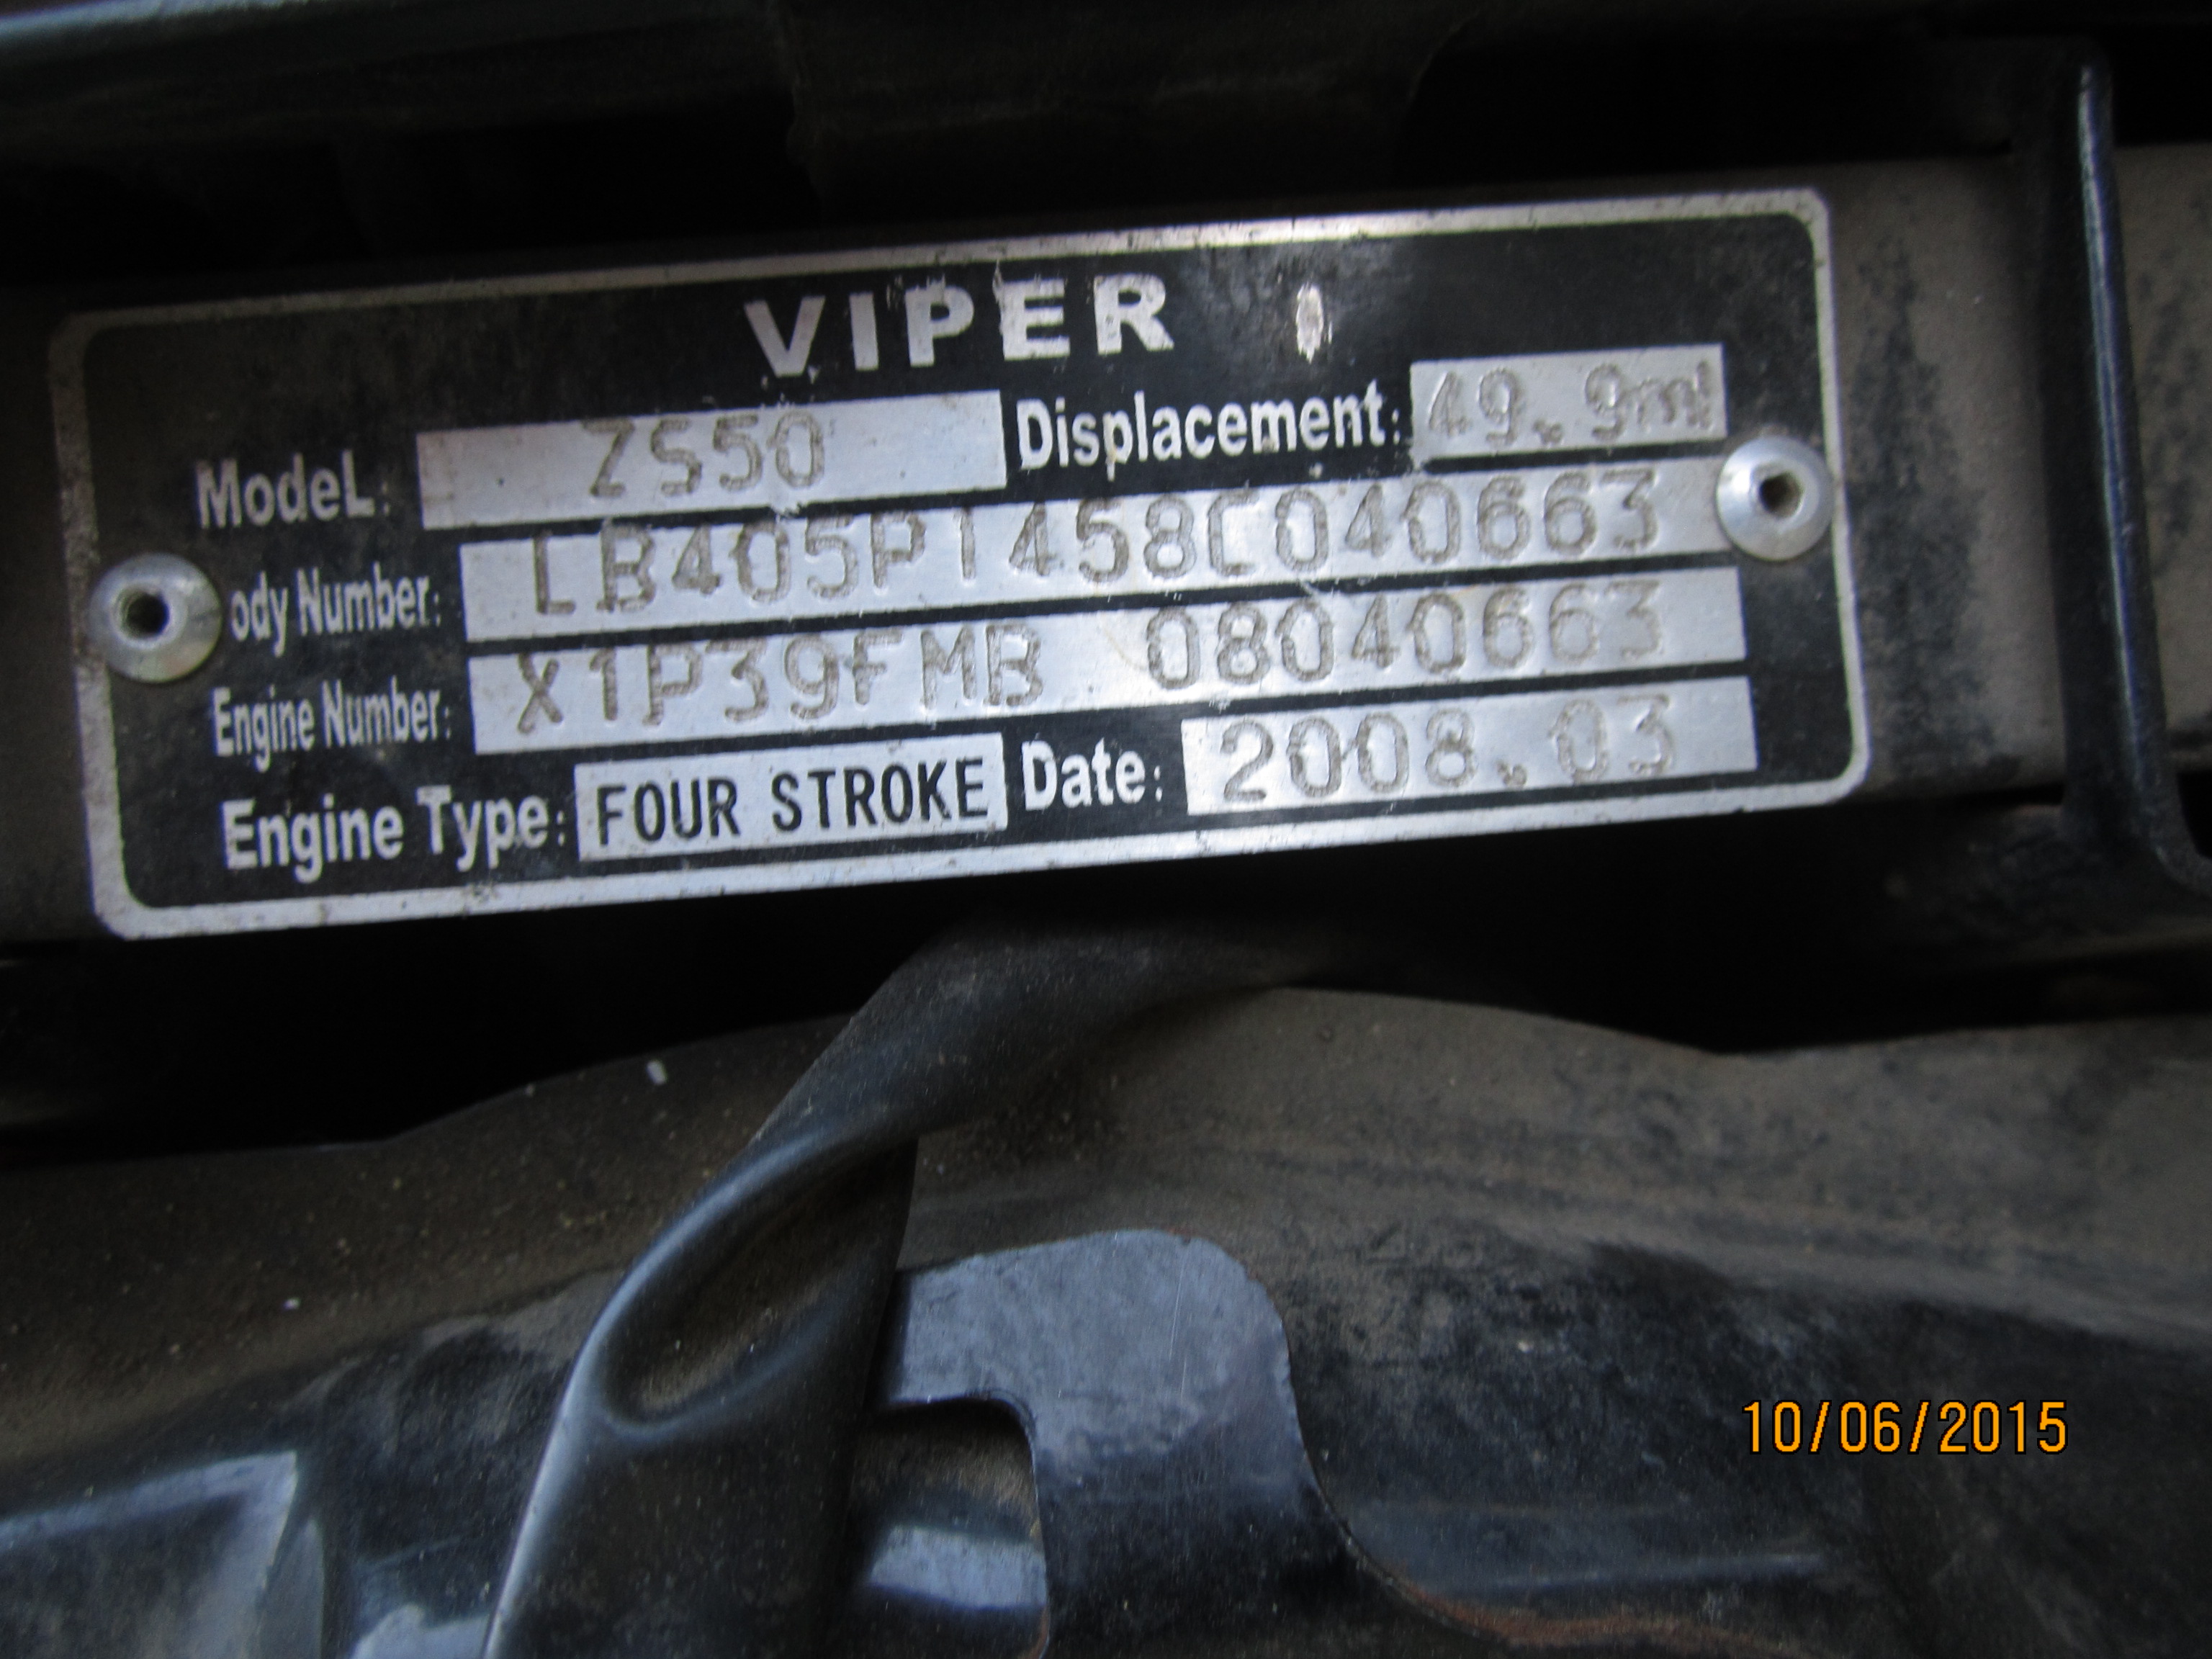 VIPER
ModeL: ZS50 Displacement: 49.9ml
ody Number: LB405P1458C040663
Engine Number: X1P39FMB 08040663
Engine Type: FOUR STROKE Date: 2008.03
10/06/2015